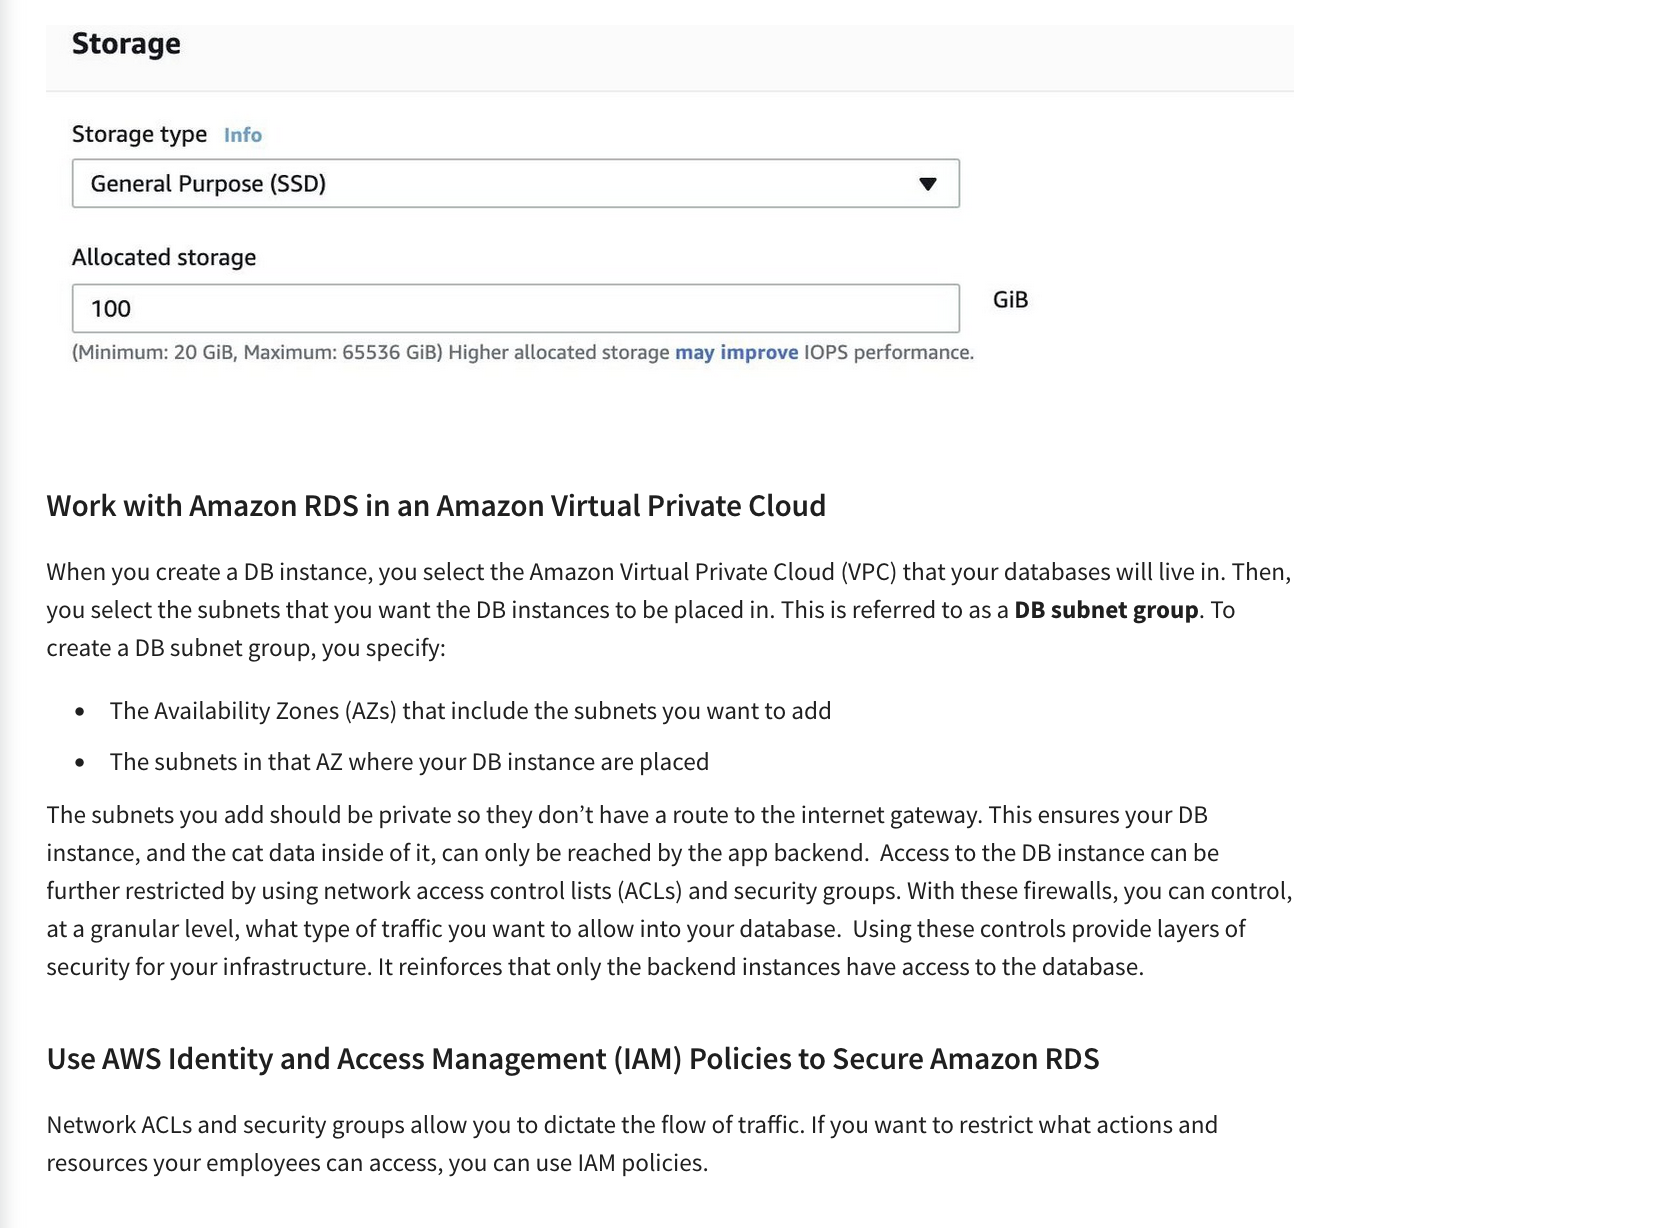 Storage
Storage type Info
General Purpose (SSD)
Allocated storage
100
GiB
(Minimum: 20 GiB, Maximum: 65536 GiB) Higher allocated storage may improve IOPS performance.
Work with Amazon RDS in an Amazon Virtual Private Cloud
When you create a DB instance, you select the Amazon Virtual Private Cloud (VPC) that your databases will live in. Then,
you select the subnets that you want the DB instances to be placed in. This is referred to as a DB subnet group. To
create a DB subnet group, you specify:
• The Availability Zones (AZs) that include the subnets you want to add
• The subnets in that AZ where your DB instance are placed
The subnets you add should be private so they don’t have a route to the internet gateway. This ensures your DB
instance, and the cat data inside of it, can only be reached by the app backend.  Access to the DB instance can be
further restricted by using network access control lists (ACLs) and security groups. With these firewalls, you can control,
at a granular level, what type of traffic you want to allow into your database.  Using these controls provide layers of
security for your infrastructure. It reinforces that only the backend instances have access to the database.
Use AWS Identity and Access Management (IAM) Policies to Secure Amazon RDS
Network ACLs and security groups allow you to dictate the flow of traffic. If you want to restrict what actions and
resources your employees can access, you can use IAM policies.